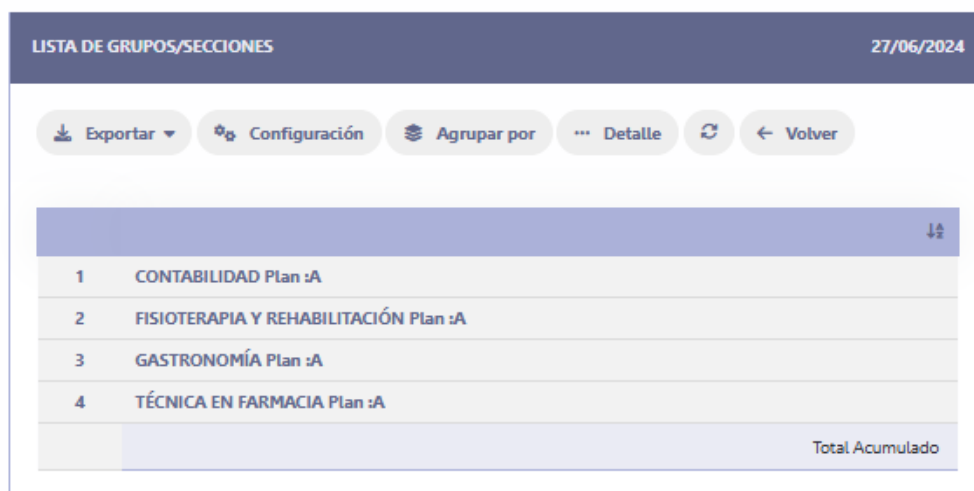 LISTA DE GRUPOS/SECCIONES 27/06/2024
Exportar Configuración Agrupar por ··· Detalle Volver
1 CONTABILIDAD Plan :A
2 FISIOTERAPIA Y REHABILITACIÓN Plan :A
3 GASTRONOMÍA Plan :A
4 TÉCNICA EN FARMACIA Plan :A
Total Acumulado